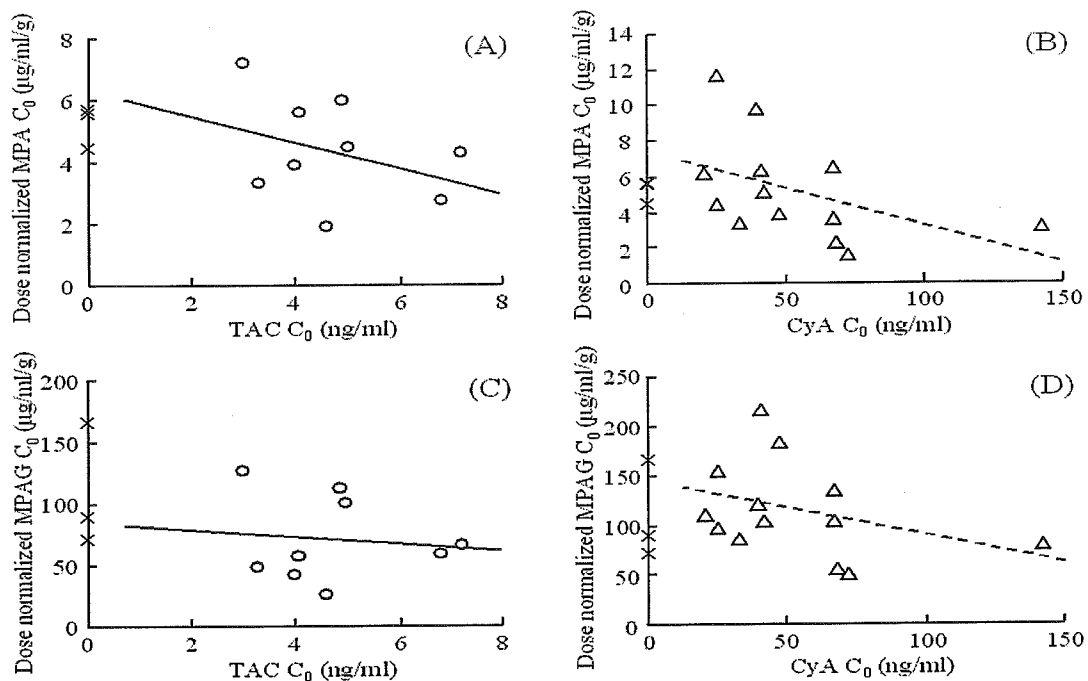 (A)
Dose normalized MPA C0 (μg/ml/g)
8
6
4
2
0
0 2 4 6 8
TAC C0 (ng/ml)
(B)
Dose normalized MPA C0 (μg/ml/g)
14
12
10
8
6
4
2
0
0 50 100 150
CyA C0 (ng/ml)
(C)
Dose normalized MPAG C0 (μg/ml/g)
200
150
100
50
0
0 2 4 6 8
TAC C0 (ng/ml)
(D)
Dose normalized MPAG C0 (μg/ml/g)
250
200
150
100
50
0
0 50 100 150
CyA C0 (ng/ml)